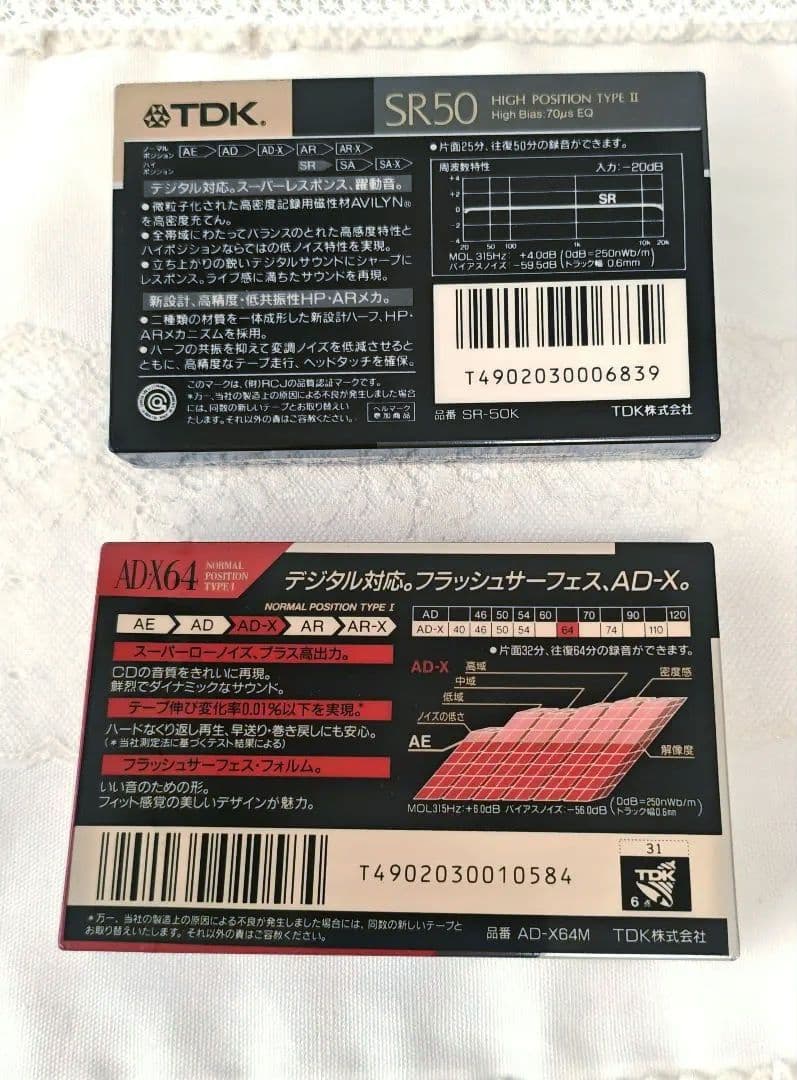 TDK®
SR50 HIGH POSITION TYPE II
High Bias:70μs EQ
ノーマルポジション AE AD AD-X AR AR-X
ハイポジション SR SA SA-X
デジタル対応。スーパーレスポンス、躍動音。
●微粒子化された高密度記録用磁性材AVILYN®
を高密度充てん。
●全帯域にわたってバランスのとれた高感度特性と
ハイポジションならではの低ノイズ特性を実現。
●立ち上がりの鋭いデジタルサウンドにシャープに
レスポンス。ライブ感に満ちたサウンドを再現。
新設計、高精度・低共振性HP・ARメカ。
●二種類の材質を一体成形した新設計ハーフ、HP・
ARメカニズムを採用。
●ハーフの共振を抑えて変調ノイズを低減させると
ともに、高精度なテープ走行、ヘッドタッチを確保。
このマークは、(財)RCJの品質認証マークです。
*万一、当社の製造上の原因による不良が発生しました場合
には、同数の新しいテープとお取り替えい
たします。それ以外の責はご容赦ください。
ベルマーク
参加商品
●片面25分、往復50分の録音ができます。
周波数特性 入力:-20dB
+4
+2
0
-2
-4
SR
20 50 100 1k 10k 20k
MOL 315Hz: +4.0dB (0dB=250nWb/m)
バイアスノイズ: -59.5dB (トラック幅 0.6mm)
T4902030006839
品番 SR-50K TDK株式会社
AD-X64 NORMAL
POSITION
TYPE I
デジタル対応。フラッシュサーフェス、AD-X。
NORMAL POSITION TYPE I
AE AD AD-X AR AR-X
AD 46 50 54 60 70 90 120
AD-X 40 46 50 54 64 74 110
●片面32分、往復64分の録音ができます。
スーパーローノイズ、プラス高出力。
CDの音質をきれいに再現。
鮮烈でダイナミックなサウンド。
テープ伸び変化率0.01%以下を実現。*
ハードなくり返し再生、早送り・巻き戻しにも安心。
(*当社測定法に基づくテスト結果による)
フラッシュサーフェス・フォルム。
いい音のための形。
フィット感覚の美しいデザインが魅力。
AD-X
高域
中域
低域
ノイズの低さ
AE
密度感
解像度
MOL315Hz:+6.0dB バイアスノイズ:-56.0dB (0dB=250nWb/m)
(トラック幅0.6mm)
T4902030010584
31
TDK
6点
*万一、当社の製造上の原因による不良が発生しました場合には、同数の新しいテープと
お取り替えいたします。それ以外の責はご容赦ください。
品番 AD-X64M TDK株式会社